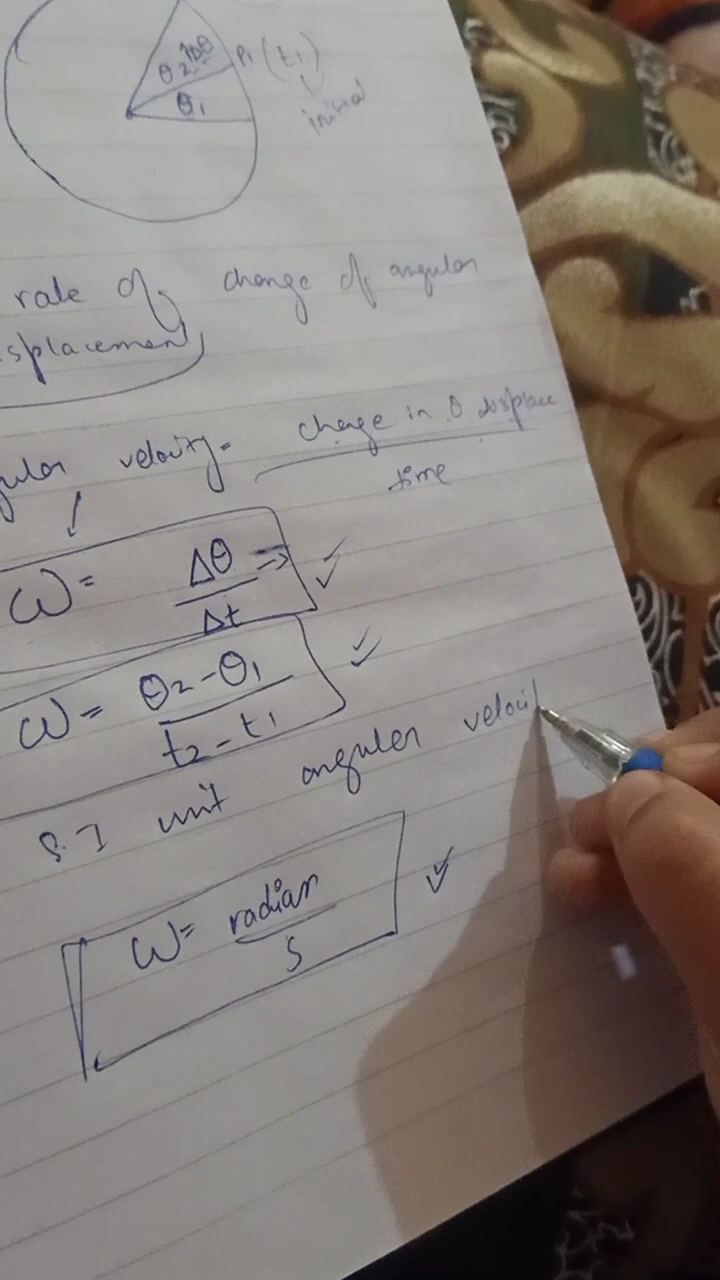 θ2 Δθ P1 (t1)
θ1
initial
rate of change of angular
splacement
gular velocity = change in θ displace
time
ω = Δθ
Δt
ω = θ2 - θ1
t2 - t1
S.I unit angular veloci
ω = radian
s